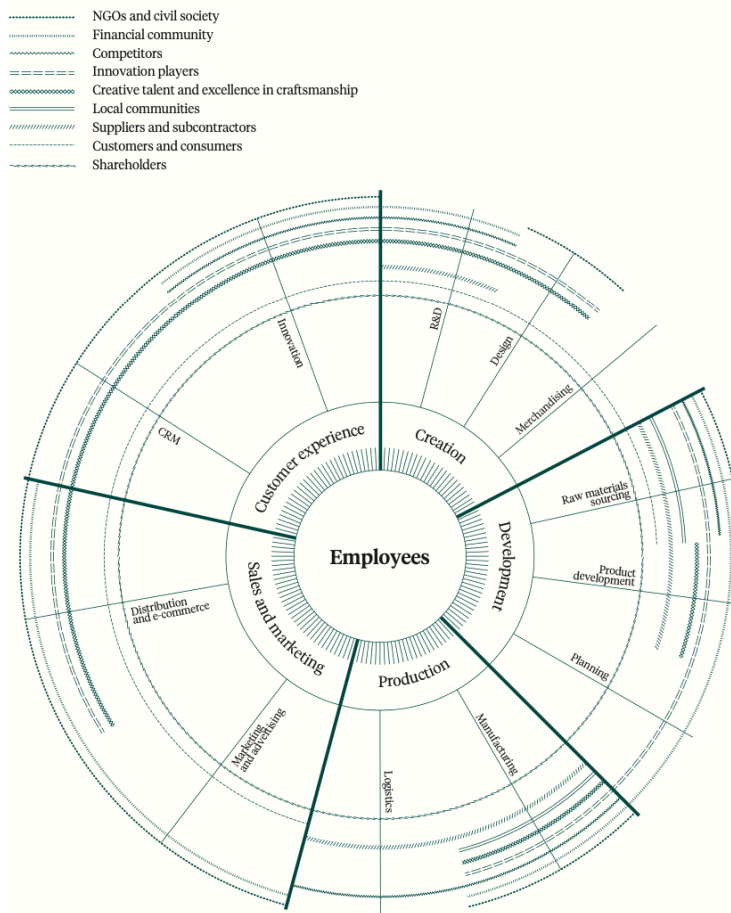 NGOs and civil society
Financial community
Competitors
Innovation players
Creative talent and excellence in craftsmanship
Local communities
Suppliers and subcontractors
Customers and consumers
Shareholders
Innovation
R&D
Design
Merchandising
CRM
Customer experience
Creation
Raw materials
sourcing
Employees
Development
Product
development
Distribution
and e-commerce
Sales and marketing
Production
Planning
Marketing
and advertising
Logistics
Manufacturing